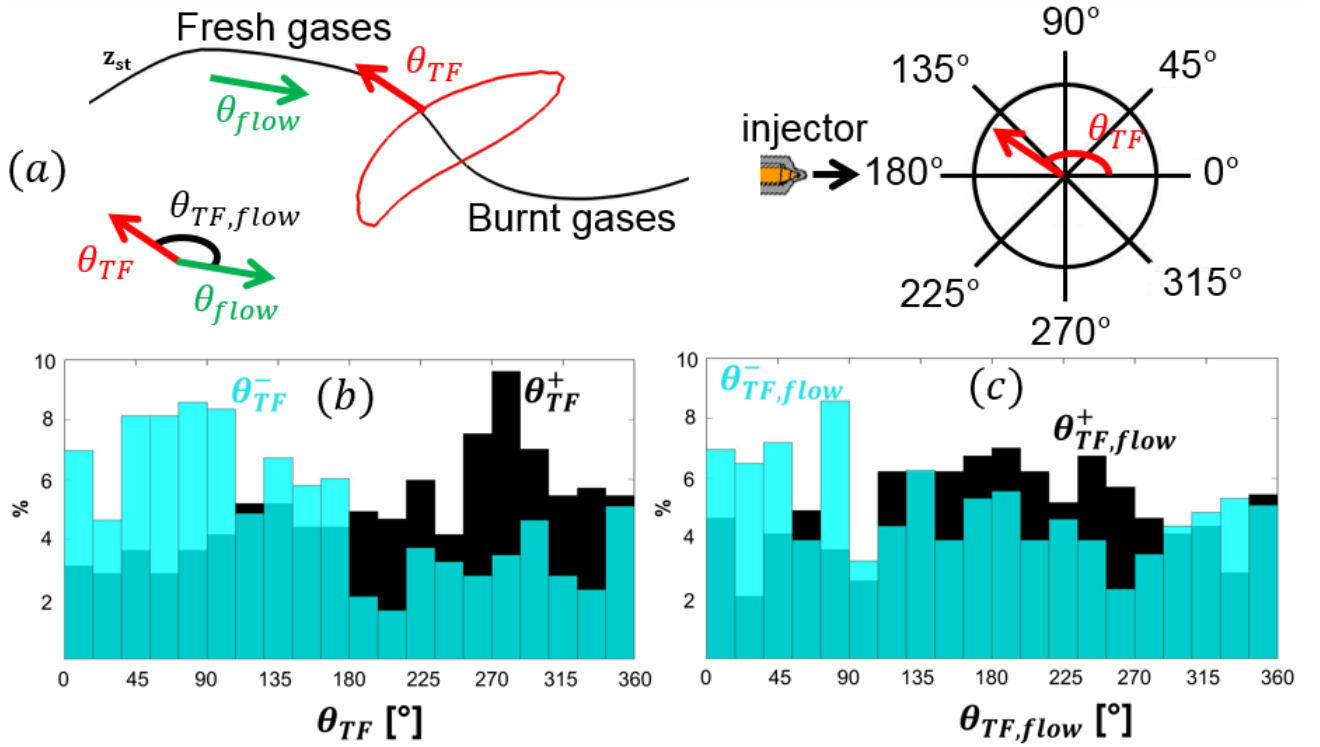 Fresh gases
z_st
θ_TF
θ_flow
(a)
θ_TF,flow
θ_TF
θ_flow
Burnt gases
injector
90°
135°
45°
θ_TF
180°
0°
225°
315°
270°
10
8
6
4
2
%
θ⁻_TF
(b)
θ⁺_TF
0 45 90 135 180 225 270 315 360
θ_TF [°]
10
8
6
4
2
%
θ⁻_TF,flow
(c)
θ⁺_TF,flow
0 45 90 135 180 225 270 315 360
θ_TF,flow [°]